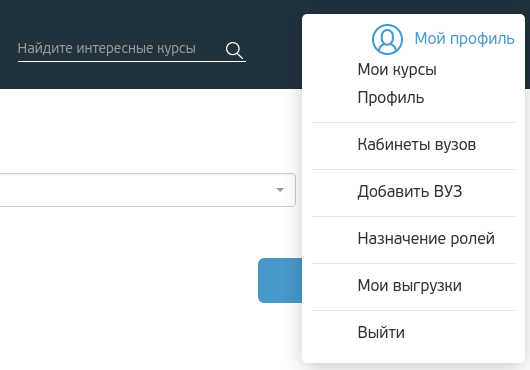 Найдите интересные курсы
Мой профиль
Мои курсы
Профиль
Кабинеты вузов
Добавить ВУЗ
Назначение ролей
Мои выгрузки
Выйти